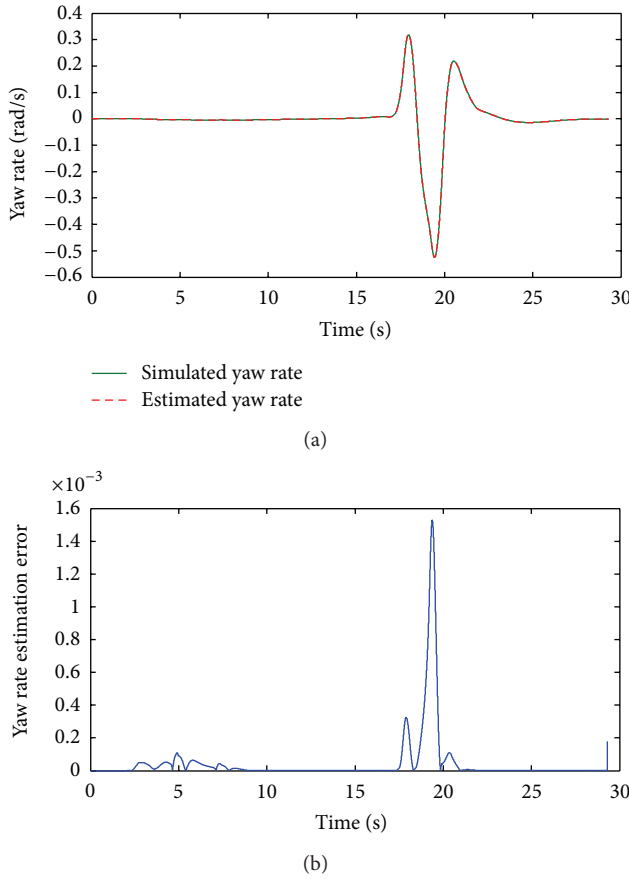 0.4
0.3
0.2
0.1
0
−0.1
−0.2
−0.3
−0.4
−0.5
−0.6
Yaw rate (rad/s)
0 5 10 15 20 25 30
Time (s)
Simulated yaw rate
Estimated yaw rate
(a)
×10−3
1.6
1.4
1.2
1
0.8
0.6
0.4
0.2
0
Yaw rate estimation error
0 5 10 15 20 25 30
Time (s)
(b)